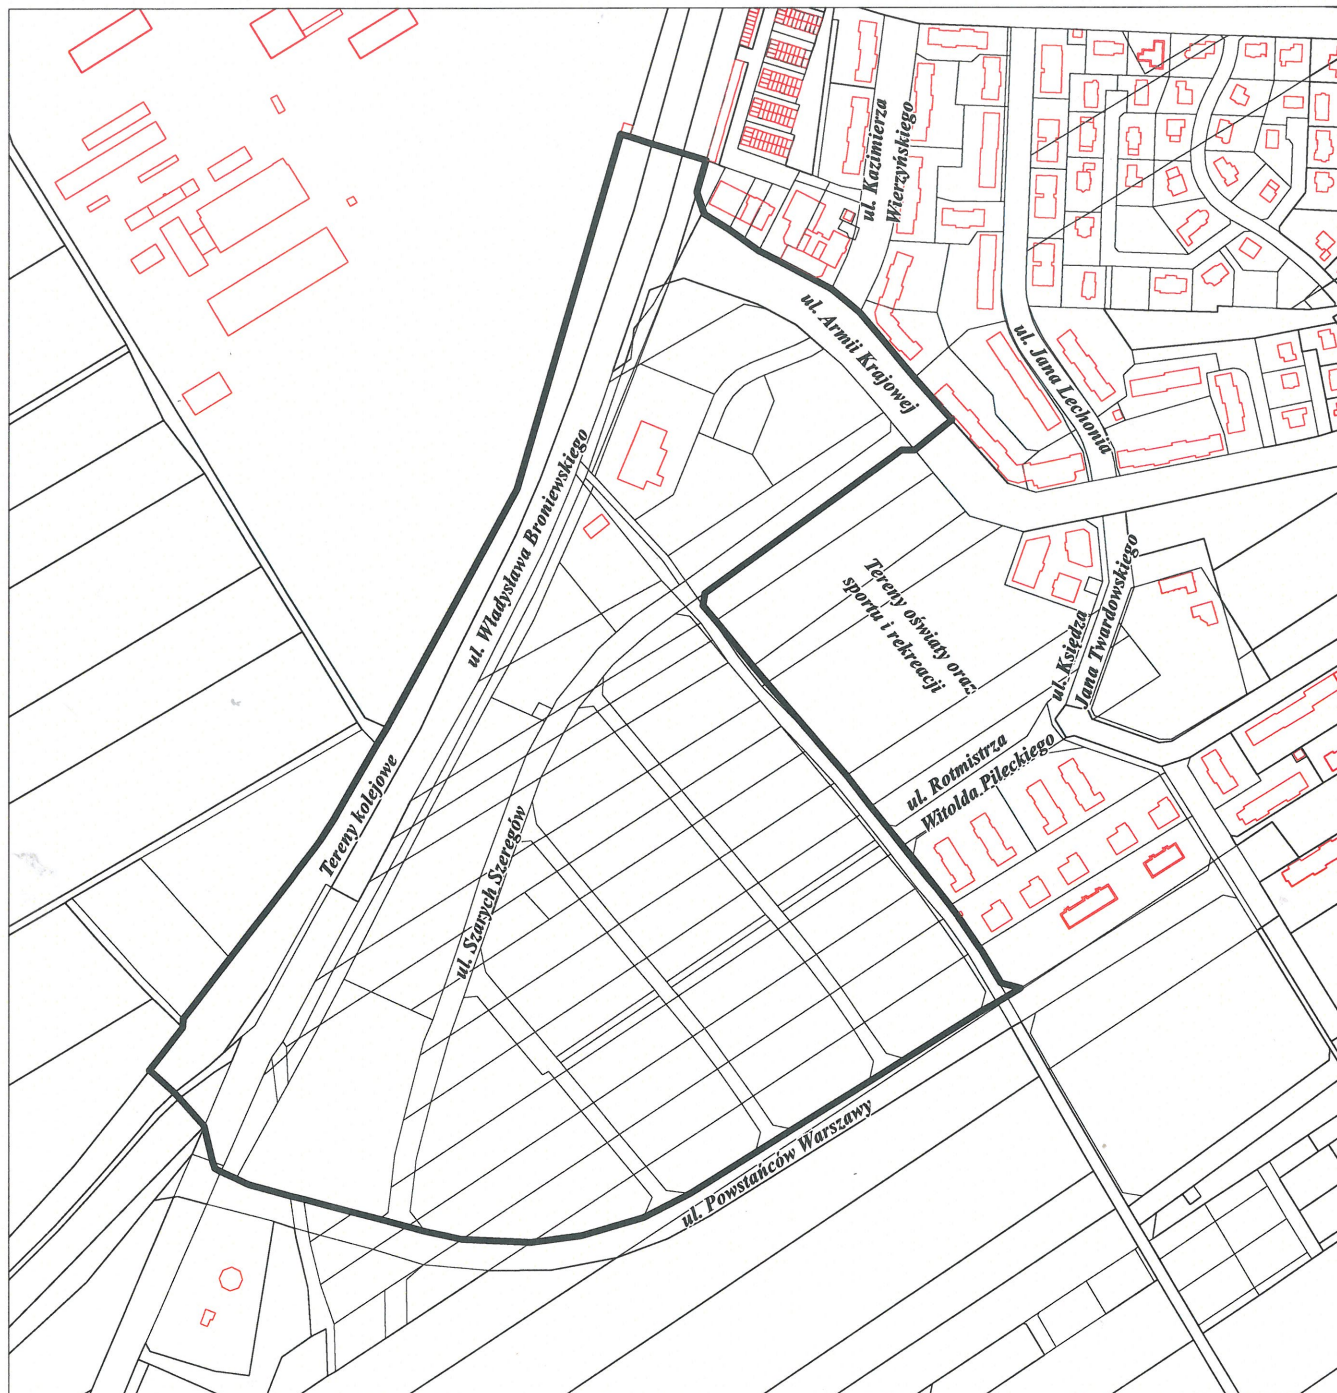 ul. Kazimierza
Wierzyńskiego
ul. Armii Krajowej
ul. Jana Lechonia
ul. Władysława Broniewskiego
Tereny oświaty oraz
sportu i rekreacji
ul. Księdza
Jana Twardowskiego
ul. Rotmistrza
Witolda Pileckiego
Tereny kolejowe
ul. Szarych Szeregów
ul. Powstańców Warszawy